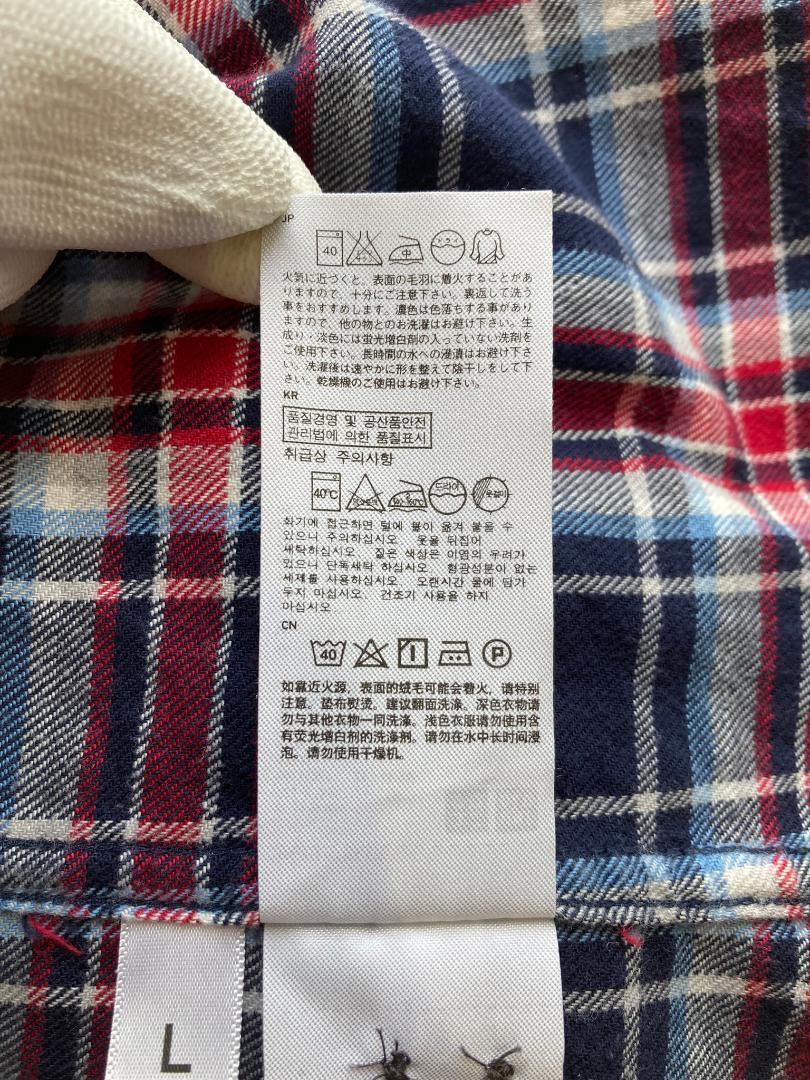 JP
40 中
火気に近づくと、表面の毛羽に着火することがあ
りますので、十分にご注意下さい。裏返して洗う
事をおすすめします。濃色は色落ちする事があり
ますので、他の物とのお洗濯はお避け下さい。生
成り・淡色には蛍光増白剤の入っていない洗剤を
ご使用下さい。長時間の水への浸漬はお避け下さ
い。洗濯後は速やかに形を整えて陰干しをして下
さい。乾燥機のご使用はお避け下さい。
KR
품질경영 및 공산품안전
관리법에 의한 품질표시
취급상 주의사항
40℃ 드라이 옷걸이
화기에 접근하면 털에 불이 옮겨 붙을 수
있으니 주의하십시오. 옷을 뒤집어
세탁하십시오. 짙은 색상은 이염의 우려가
있으니 단독세탁 하십시오. 형광성분이 없는
세제를 사용하십시오. 오랜시간 물에 담가
두지 마십시오. 건조기 사용을 하지
마십시오.
CN
40 P
如靠近火源，表面的绒毛可能会着火，请特别
注意。垫布熨烫。建议翻面洗涤。深色衣物请
勿与其他衣物一同洗涤。浅色衣服请勿使用含
有荧光增白剂的洗涤剂。请勿在水中长时间浸
泡。请勿使用干燥机。
L